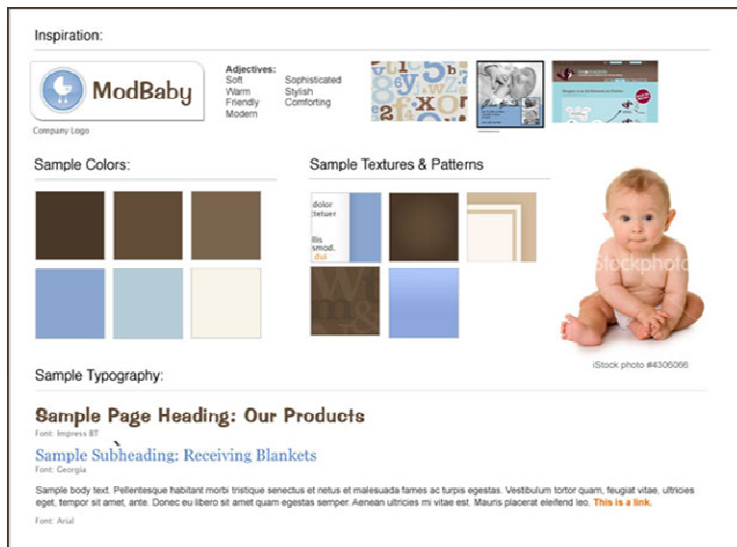 Inspiration:
ModBaby
Company Logo
Adjectives:
Soft Sophisticated
Warm Stylish
Friendly Comforting
Modern
Sample Colors:
Sample Textures & Patterns
dolor
ctetuer
llis
smod.
dui
iStockphoto
iStock photo #4306066
Sample Typography:
Sample Page Heading: Our Products
Font: Impress BT
Sample Subheading: Receiving Blankets
Font: Georgia
Sample body text. Pellentesque habitant morbi tristique senectus et netus et malesuada fames ac turpis egestas. Vestibulum tortor quam, feugiat vitae, ultricies
eget, tempor sit amet, ante. Donec eu libero sit amet quam egestas semper. Aenean ultricies mi vitae est. Mauris placerat eleifend leo. This is a link.
Font: Arial